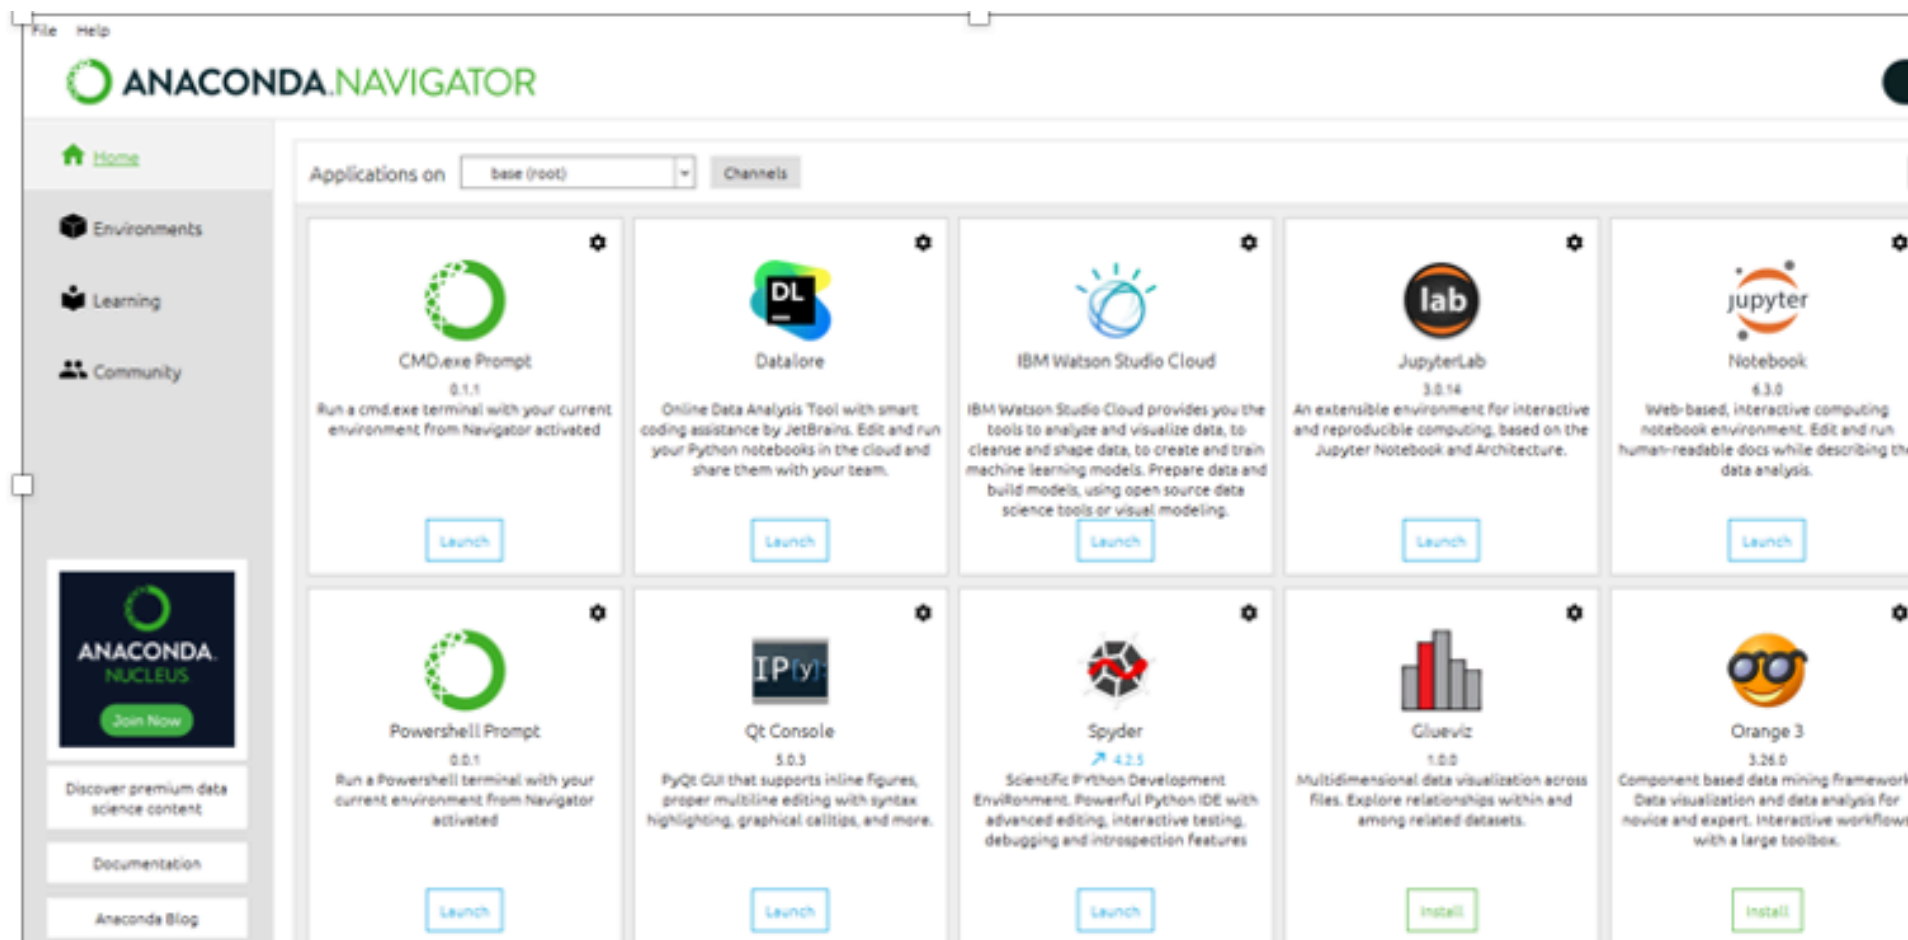 File Help
ANACONDA.NAVIGATOR
Home
Environments
Learning
Community
ANACONDA.
NUCLEUS
Join Now
Discover premium data
science content
Documentation
Anaconda Blog
Applications on base (root) Channels
CMD.exe Prompt
0.1.1
Run a cmd.exe terminal with your current
environment from Navigator activated
Launch
DL
Datalore
Online Data Analysis Tool with smart
coding assistance by JetBrains. Edit and run
your Python notebooks in the cloud and
share them with your team.
Launch
IBM Watson Studio Cloud
IBM Watson Studio Cloud provides you the
tools to analyze and visualize data, to
cleanse and shape data, to create and train
machine learning models. Prepare data and
build models, using open source data
science tools or visual modeling.
Launch
lab
JupyterLab
3.0.14
An extensible environment for interactive
and reproducible computing, based on the
Jupyter Notebook and Architecture.
Launch
jupyter
Notebook
6.3.0
Web-based, interactive computing
notebook environment. Edit and run
human-readable docs while describing the
data analysis.
Launch
Powershell Prompt
0.0.1
Run a Powershell terminal with your
current environment from Navigator
activated
Launch
IP[y]:
Qt Console
5.0.3
PyQt GUI that supports inline figures,
proper multiline editing with syntax
highlighting, graphical calltips, and more.
Launch
Spyder
4.2.5
Scientific PYthon Development
EnviRonment. Powerful Python IDE with
advanced editing, interactive testing,
debugging and introspection features
Launch
Glueviz
1.0.0
Multidimensional data visualization across
files. Explore relationships within and
among related datasets.
Install
Orange 3
3.26.0
Component based data mining framework
Data visualization and data analysis for
novice and expert. Interactive workflows
with a large toolbox.
Install